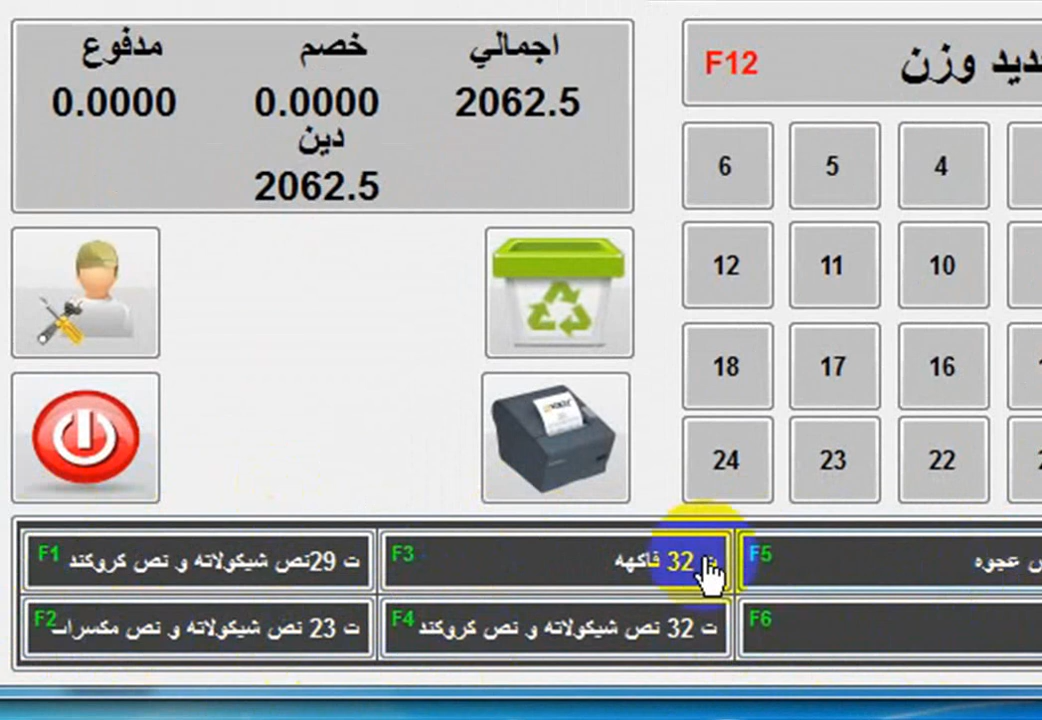 اجمالي خصم مدفوع
2062.5 0.0000 0.0000
دين
2062.5
وزن F12
4 5 6
10 11 12
16 17 18
22 23 24
عجوه F5
ت 32 فاكهه F3
ت 29نص شيكولاته و نص كروكند F1
F6
ت 32 نص شيكولاته و نص كروكند F4
ت 23 نص شيكولاته و نص مكسرات F2